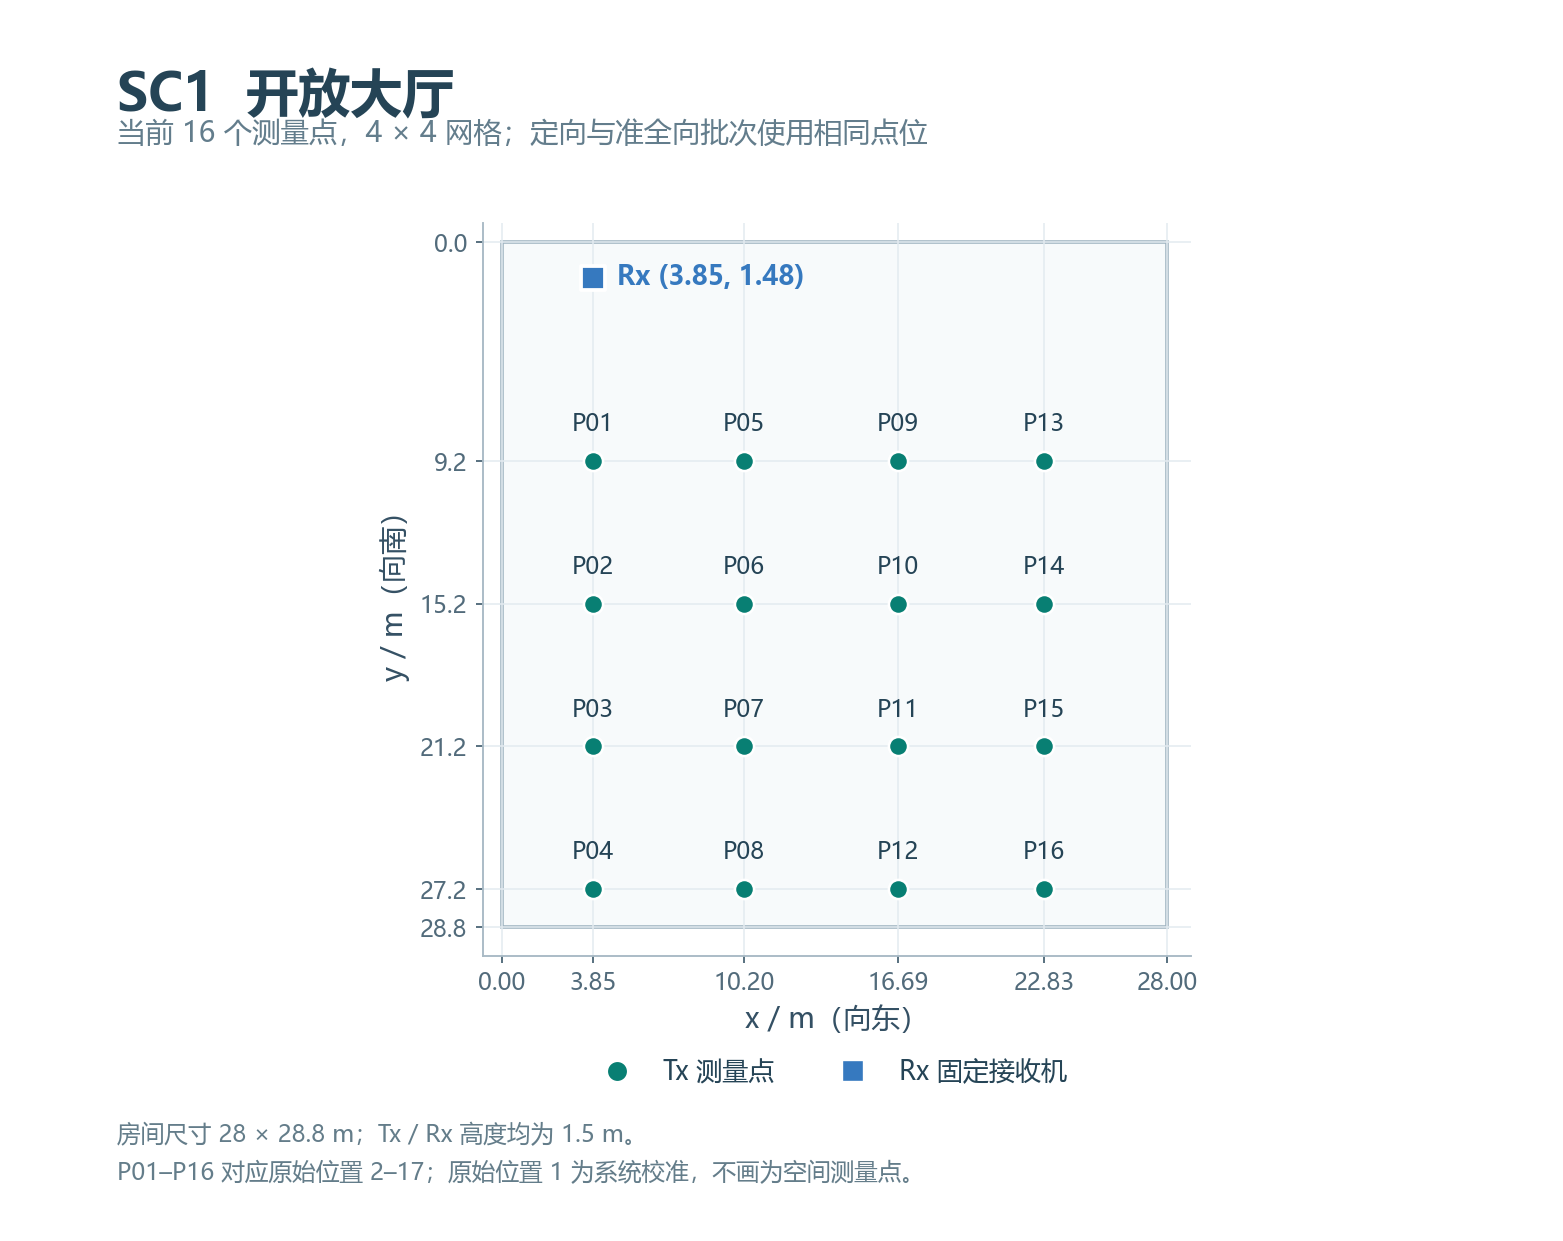 SC1 开放大厅
当前 16 个测量点，4 × 4 网格；定向与准全向批次使用相同点位
0.0
Rx (3.85, 1.48)
P01 P05 P09 P13
9.2
P02 P06 P10 P14
15.2
P03 P07 P11 P15
21.2
P04 P08 P12 P16
27.2
28.8
y / m（向南）
0.00 3.85 10.20 16.69 22.83 28.00
x / m（向东）
Tx 测量点 Rx 固定接收机
房间尺寸 28 × 28.8 m；Tx / Rx 高度均为 1.5 m。
P01–P16 对应原始位置 2–17；原始位置 1 为系统校准，不画为空间测量点。